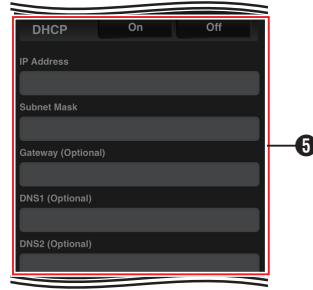 DHCP On Off
IP Address
Subnet Mask
Gateway (Optional)
DNS1 (Optional)
DNS2 (Optional)
5